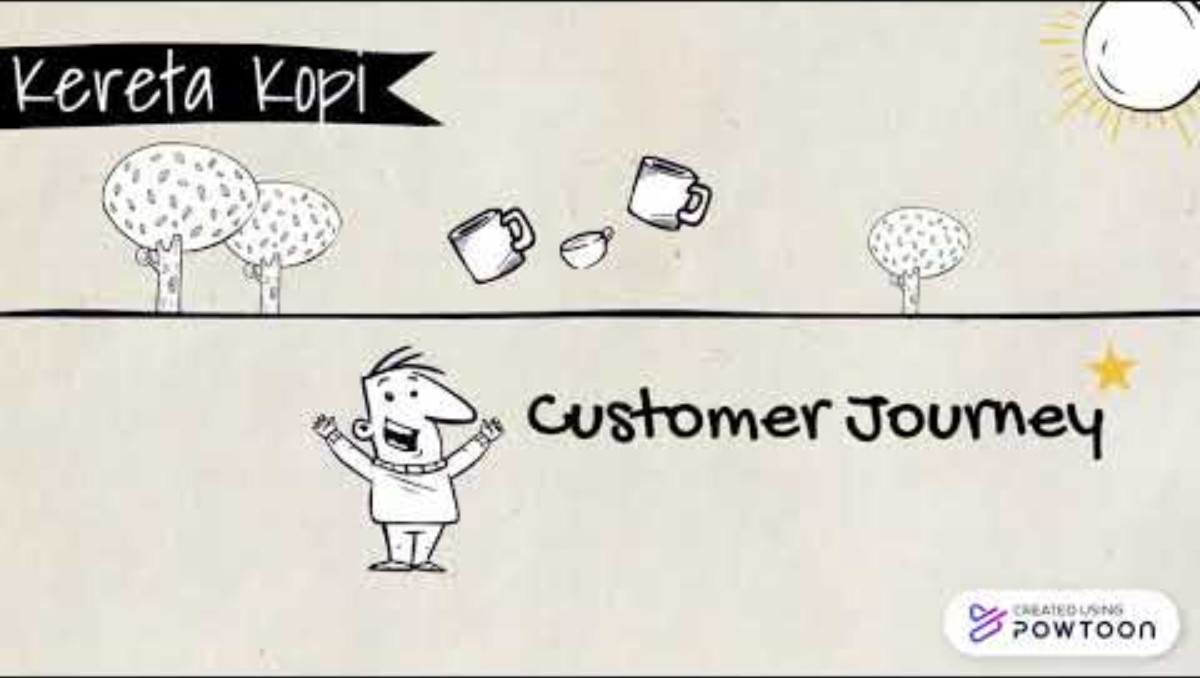 Kereta Kopi
Customer Journey
CREATED USING
POWTOON